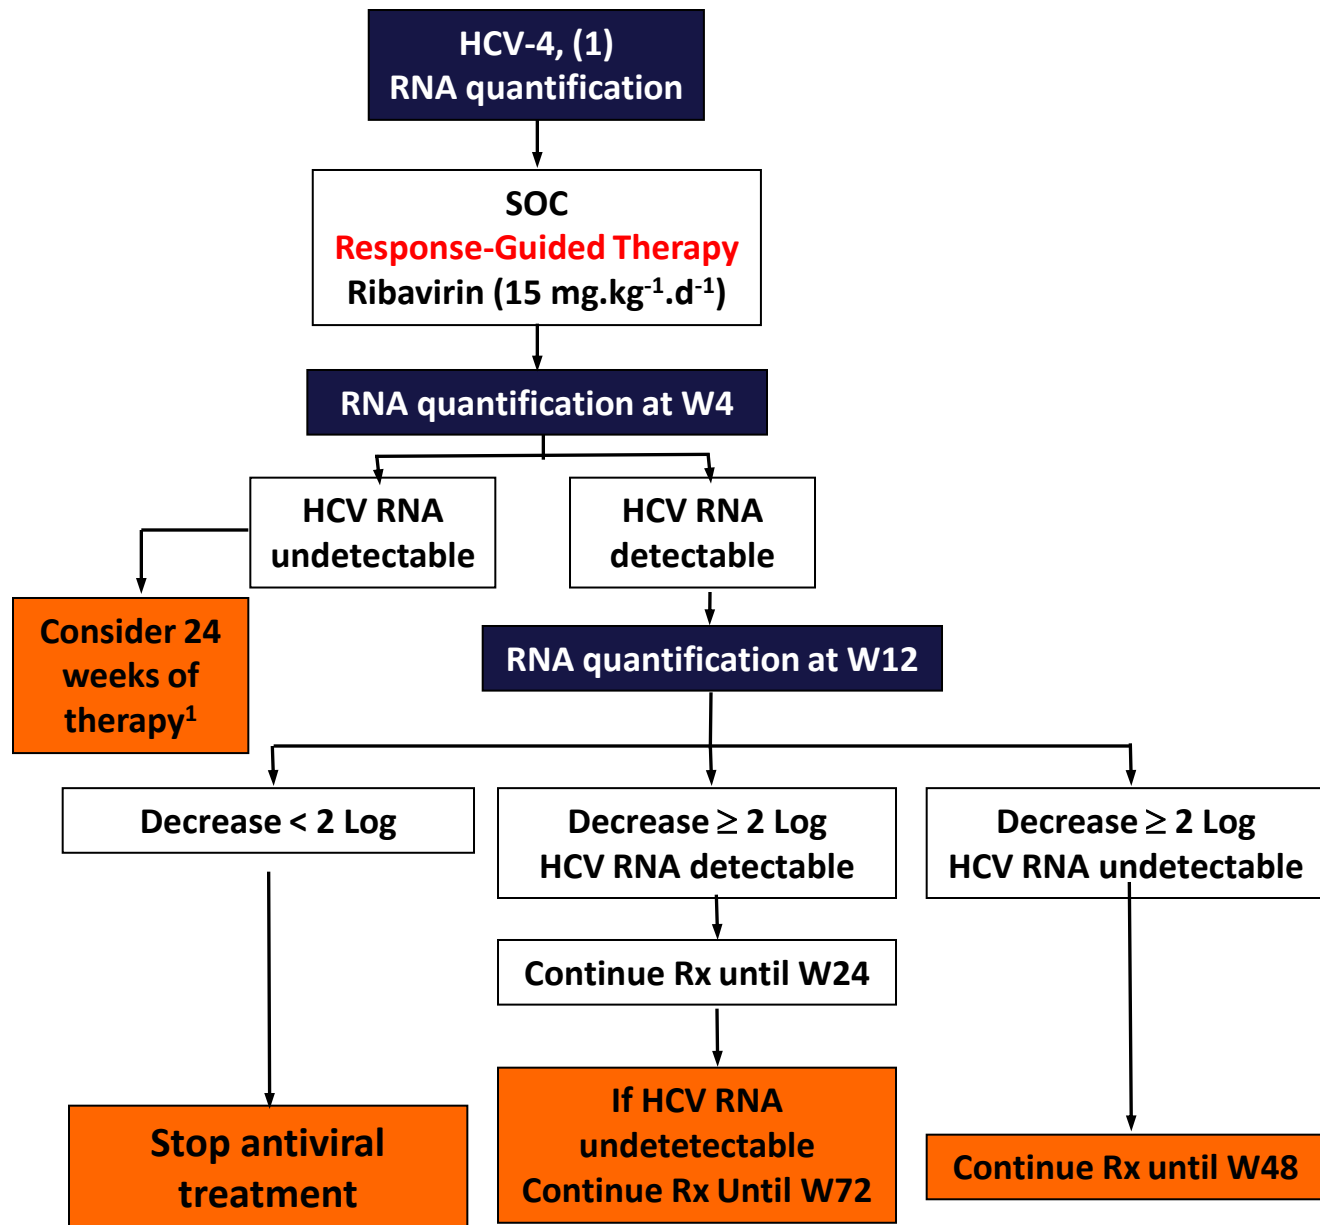 HCV-4, (1)
RNA quantification
SOC
Response-Guided Therapy
Ribavirin (15 mg.kg⁻¹.d⁻¹)
RNA quantification at W4
HCV RNA
undetectable
HCV RNA
detectable
Consider 24
weeks of
therapy¹
RNA quantification at W12
Decrease < 2 Log
Decrease ≥ 2 Log
HCV RNA detectable
Decrease ≥ 2 Log
HCV RNA undetectable
Continue Rx until W24
Stop antiviral
treatment
If HCV RNA
undetetectable
Continue Rx Until W72
Continue Rx until W48